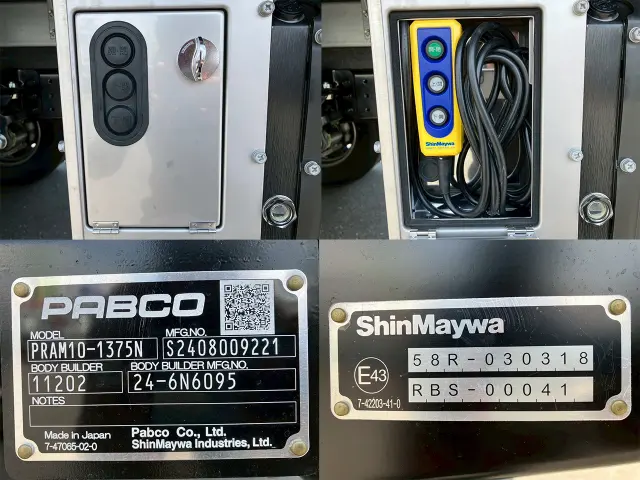 ShinMaywa
PABCO
MODEL MFG.NO.
PRAM10-1375N S2408009221
BODY BUILDER BODY BUILDER MFG.NO.
11202 24-6N6095
NOTES
Made in Japan Pabco Co., Ltd.
7-47065-02-0 ShinMaywa Industries, Ltd.
ShinMaywa
58R-030318
E43
RBS-00041
7-42203-41-0